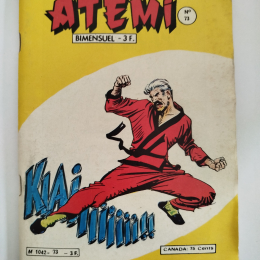 ATEMI
BIMENSUEL - 3 F.
N° 73
KIAI
iiiiiii!!
M 1042 - 73 - 3 F.
CANADA: 75 Cents